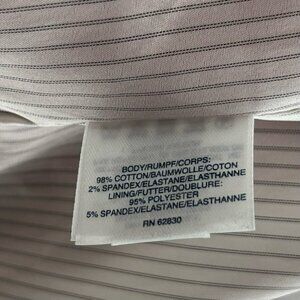 BODY/RUMPF/CORPS:
98% COTTON/BAUMWOLLE/COTON
2% SPANDEX/ELASTANE/ELASTHANNE
LINING/FUTTER/DOUBLURE:
95% POLYESTER
5% SPANDEX/ELASTANE/ELASTHANNE
RN 62830